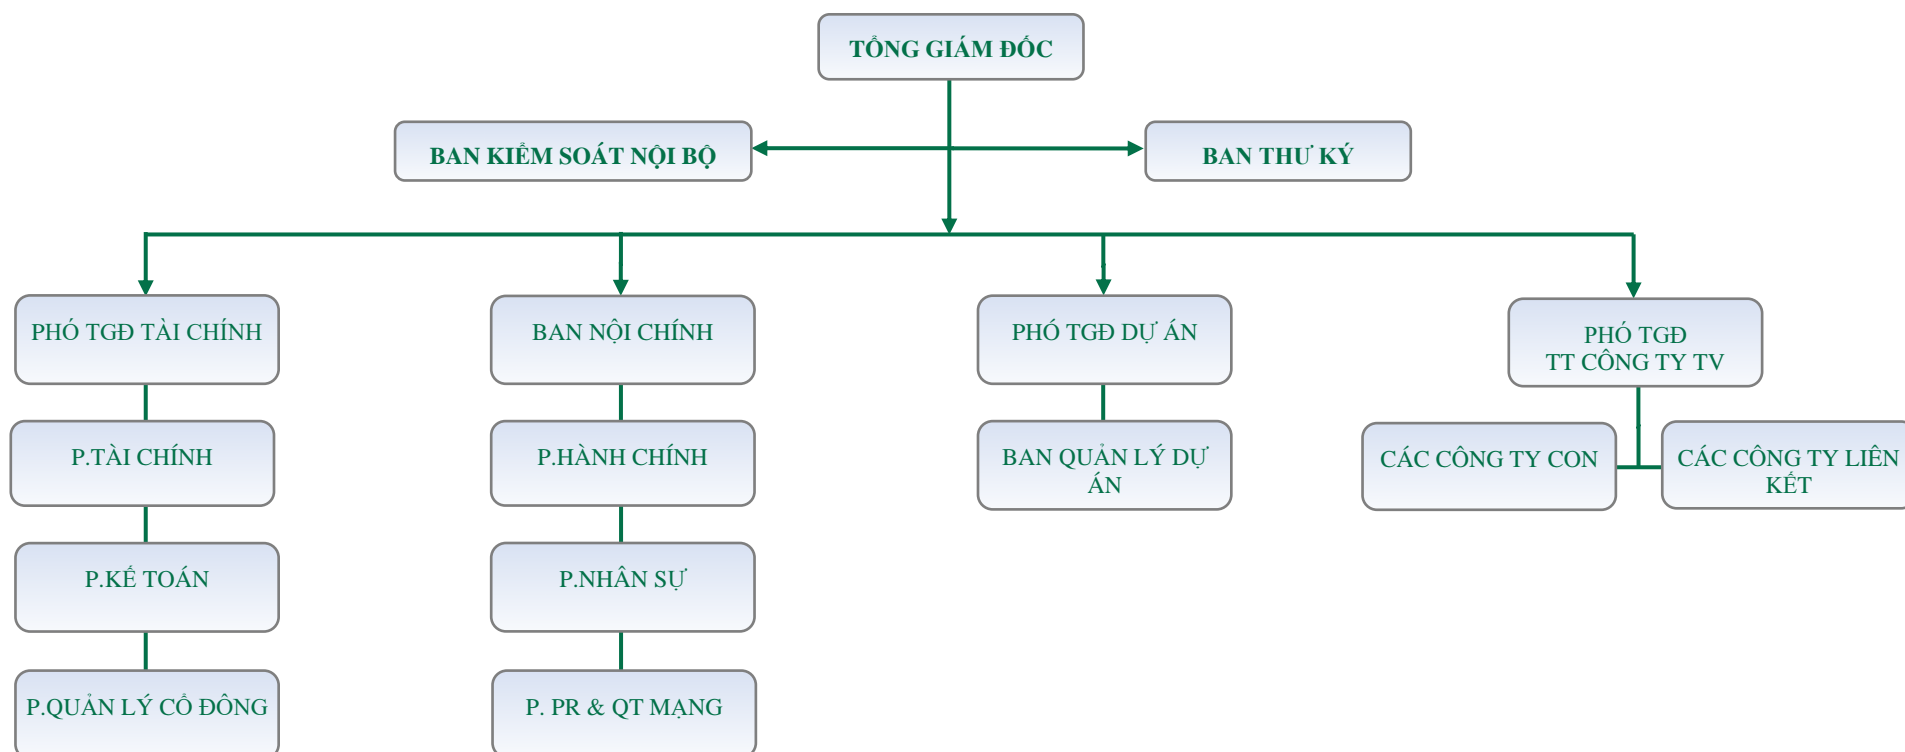 TỔNG GIÁM ĐỐC
BAN KIỂM SOÁT NỘI BỘ
BAN THƯ KÝ
PHÓ TGĐ TÀI CHÍNH
BAN NỘI CHÍNH
PHÓ TGĐ DỰ ÁN
PHÓ TGĐ
TT CÔNG TY TV
P.TÀI CHÍNH
P.HÀNH CHÍNH
BAN QUẢN LÝ DỰ
ÁN
CÁC CÔNG TY CON
CÁC CÔNG TY LIÊN
KẾT
P.KẾ TOÁN
P.NHÂN SỰ
P.QUẢN LÝ CỔ ĐÔNG
P. PR & QT MẠNG